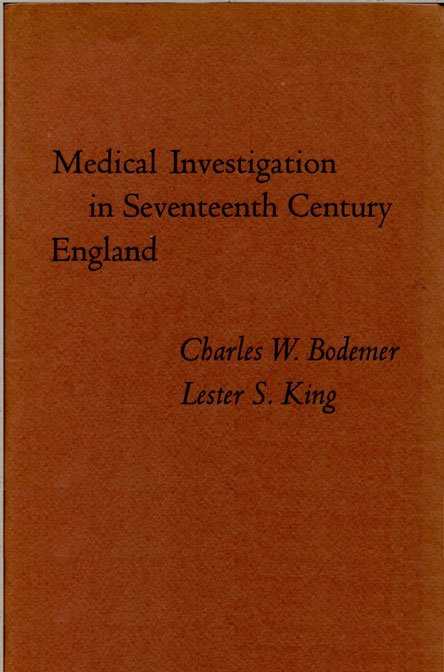 Medical Investigation
in Seventeenth Century
England
Charles W. Bodemer
Lester S. King